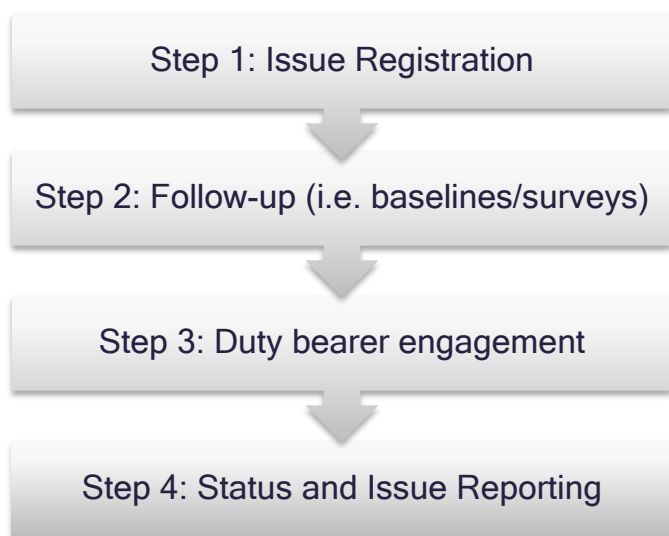 Step 1: Issue Registration
Step 2: Follow-up (i.e. baselines/surveys)
Step 3: Duty bearer engagement
Step 4: Status and Issue Reporting